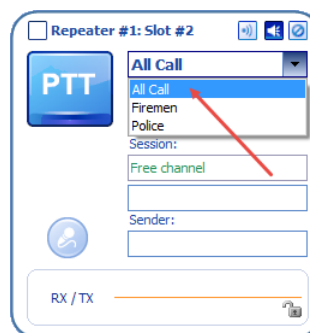 Repeater #1: Slot #2
PTT
All Call
All Call
Firemen
Police
Session:
Free channel
Sender:
RX / TX